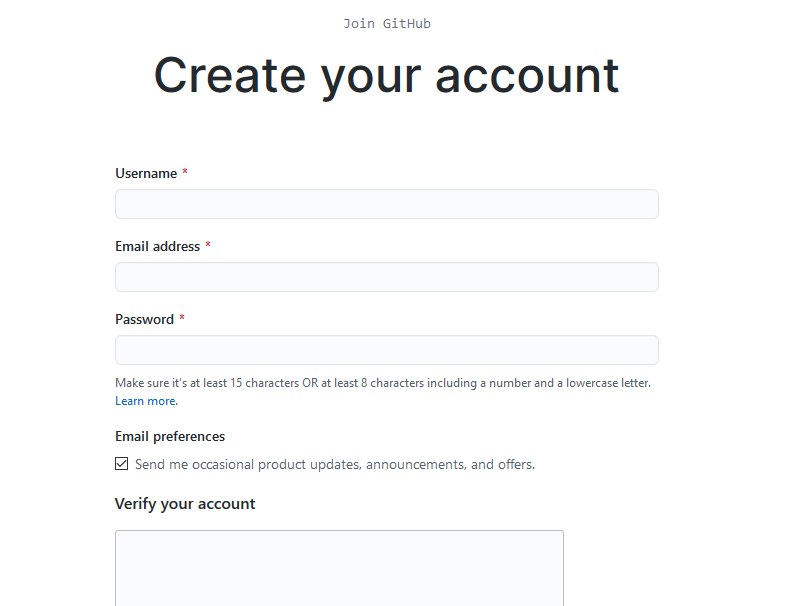 Join GitHub
Create your account
Username *
Email address *
Password *
Make sure it's at least 15 characters OR at least 8 characters including a number and a lowercase letter.
Learn more.
Email preferences
Send me occasional product updates, announcements, and offers.
Verify your account